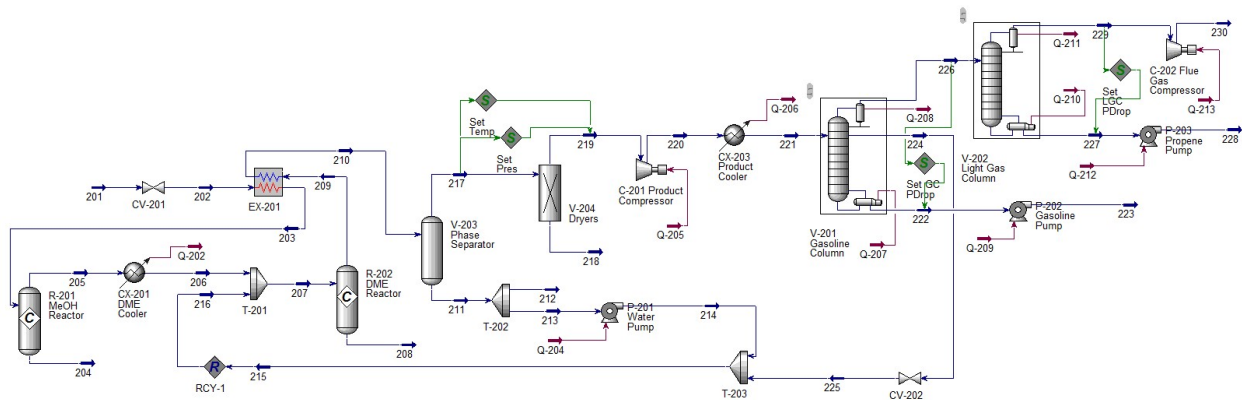 230
229
Q-211
226
C-202 Flue
Gas
Compressor
S
Set
LGC
PDrop
Q-210
Q-213
S
Set
Temp
S
Set
Pres
219
220
Q-206
CX-203
Product
Cooler
221
Q-208
224
227
P-203
Propene
Pump
228
Q-212
V-202
Light Gas
Column
S
Set GC
PDrop
201
CV-201
202
210
209
EX-201
203
217
V-204
Dryers
218
C-201 Product
Compressor
Q-205
V-203
Phase
Separator
V-201
Gasoline
Column
Q-207
222
P-202
Gasoline
Pump
223
Q-209
205
Q-202
CX-201
DME
Cooler
206
216
T-201
207
R-202
DME
Reactor
C
208
R-201
MeOH
Reactor
C
204
211
T-202
212
213
P-201
Water
Pump
214
Q-204
R
RCY-1
215
T-203
225
CV-202